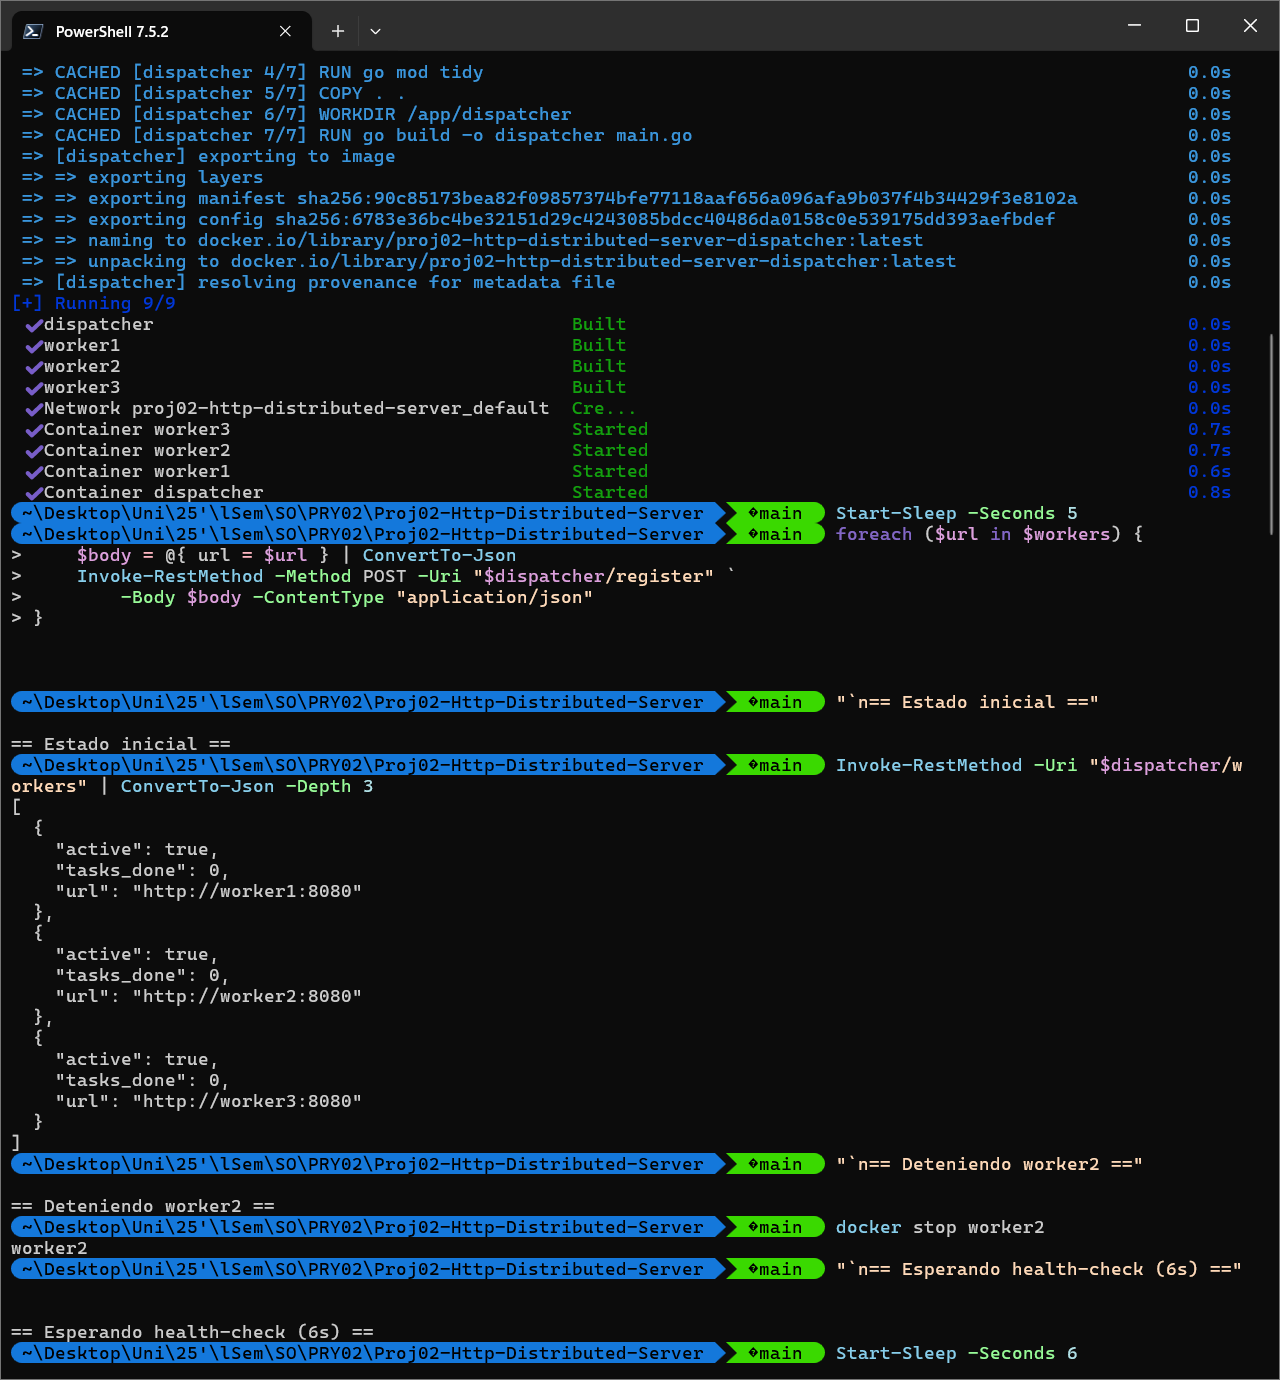 PowerShell 7.5.2
=> CACHED [dispatcher 4/7] RUN go mod tidy 0.0s
=> CACHED [dispatcher 5/7] COPY . . 0.0s
=> CACHED [dispatcher 6/7] WORKDIR /app/dispatcher 0.0s
=> CACHED [dispatcher 7/7] RUN go build -o dispatcher main.go 0.0s
=> [dispatcher] exporting to image 0.0s
=> => exporting layers 0.0s
=> => exporting manifest sha256:90c85173bea82f09857374bfe77118aaf656a096afa9b037f4b34429f3e8102a 0.0s
=> => exporting config sha256:6783e36bc4be32151d29c4243085bdcc40486da0158c0e539175dd393aefbdef 0.0s
=> => naming to docker.io/library/proj02-http-distributed-server-dispatcher:latest 0.0s
=> => unpacking to docker.io/library/proj02-http-distributed-server-dispatcher:latest 0.0s
=> [dispatcher] resolving provenance for metadata file 0.0s
[+] Running 9/9
✔dispatcher Built 0.0s
✔worker1 Built 0.0s
✔worker2 Built 0.0s
✔worker3 Built 0.0s
✔Network proj02-http-distributed-server_default Cre... 0.0s
✔Container worker3 Started 0.7s
✔Container worker2 Started 0.7s
✔Container worker1 Started 0.6s
✔Container dispatcher Started 0.8s
~\Desktop\Uni\25'\lSem\SO\PRY02\Proj02-Http-Distributed-Server �main Start-Sleep -Seconds 5
~\Desktop\Uni\25'\lSem\SO\PRY02\Proj02-Http-Distributed-Server �main foreach ($url in $workers) {
> $body = @{ url = $url } | ConvertTo-Json
> Invoke-RestMethod -Method POST -Uri "$dispatcher/register" `
> -Body $body -ContentType "application/json"
> }
~\Desktop\Uni\25'\lSem\SO\PRY02\Proj02-Http-Distributed-Server �main "`n== Estado inicial =="
== Estado inicial ==
~\Desktop\Uni\25'\lSem\SO\PRY02\Proj02-Http-Distributed-Server �main Invoke-RestMethod -Uri "$dispatcher/w
orkers" | ConvertTo-Json -Depth 3
[
{
"active": true,
"tasks_done": 0,
"url": "http://worker1:8080"
},
{
"active": true,
"tasks_done": 0,
"url": "http://worker2:8080"
},
{
"active": true,
"tasks_done": 0,
"url": "http://worker3:8080"
}
]
~\Desktop\Uni\25'\lSem\SO\PRY02\Proj02-Http-Distributed-Server �main "`n== Deteniendo worker2 =="
== Deteniendo worker2 ==
~\Desktop\Uni\25'\lSem\SO\PRY02\Proj02-Http-Distributed-Server �main docker stop worker2
worker2
~\Desktop\Uni\25'\lSem\SO\PRY02\Proj02-Http-Distributed-Server �main "`n== Esperando health-check (6s) =="
== Esperando health-check (6s) ==
~\Desktop\Uni\25'\lSem\SO\PRY02\Proj02-Http-Distributed-Server �main Start-Sleep -Seconds 6